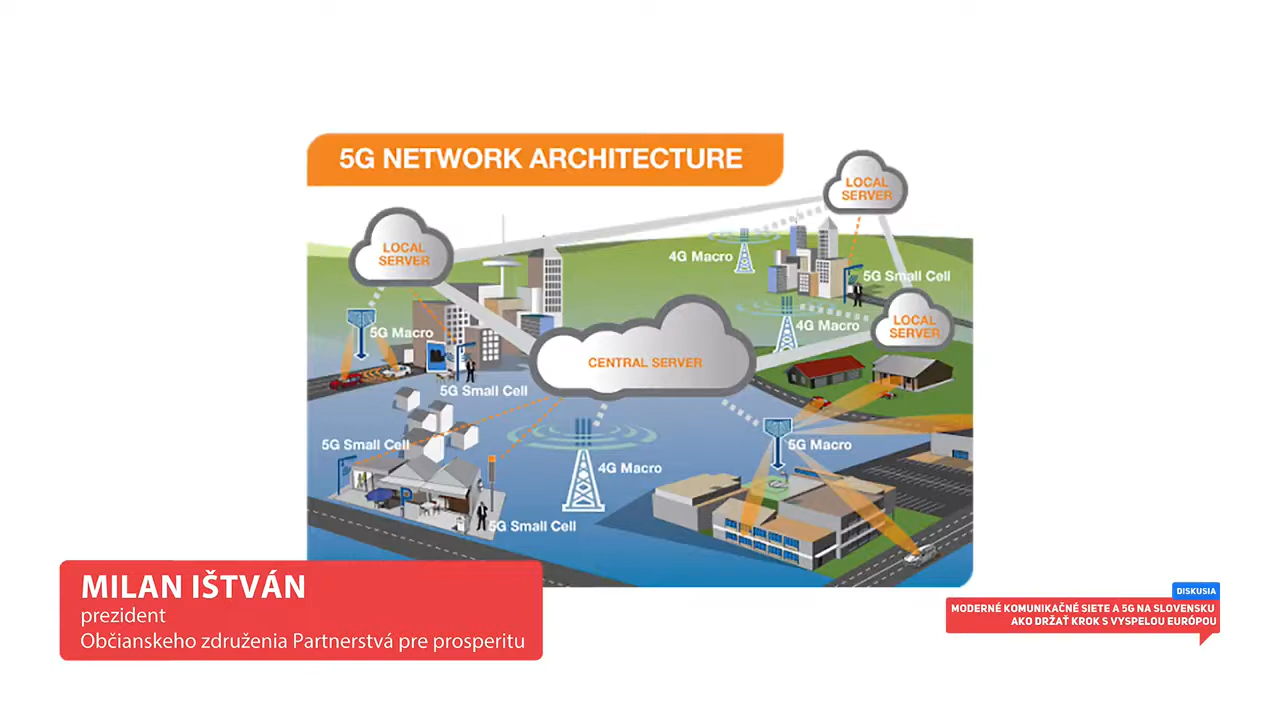 5G NETWORK ARCHITECTURE
LOCAL
SERVER
LOCAL
SERVER
4G Macro
5G Small Cell
4G Macro
LOCAL
SERVER
5G Macro
CENTRAL SERVER
5G Small Cell
5G Small Cell
5G Macro
4G Macro
P
5G Small Cell
MILAN IŠTVÁN
prezident
Občianskeho združenia Partnerstvá pre prosperitu
DISKUSIA
MODERNÉ KOMUNIKAČNÉ SIETE A 5G NA SLOVENSKU
AKO DRŽAŤ KROK S VYSPELOU EURÓPOU